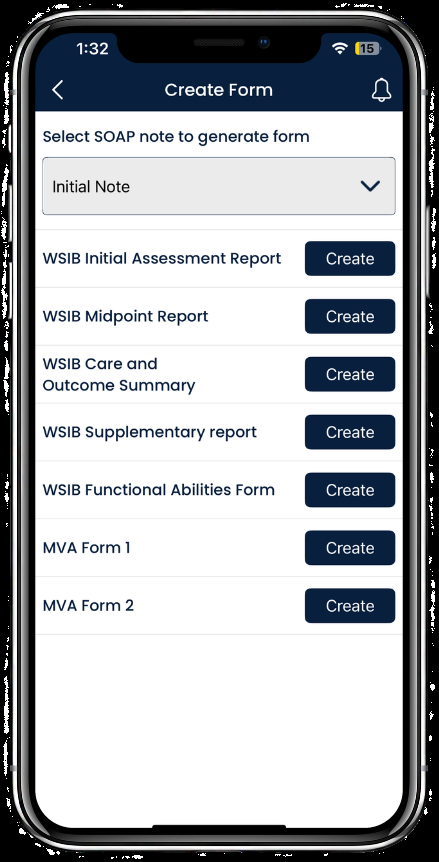 1:32
15
Create Form
Select SOAP note to generate form
Initial Note
WSIB Initial Assessment Report
Create
WSIB Midpoint Report
Create
WSIB Care and
Outcome Summary
Create
WSIB Supplementary report
Create
WSIB Functional Abilities Form
Create
MVA Form 1
Create
MVA Form 2
Create